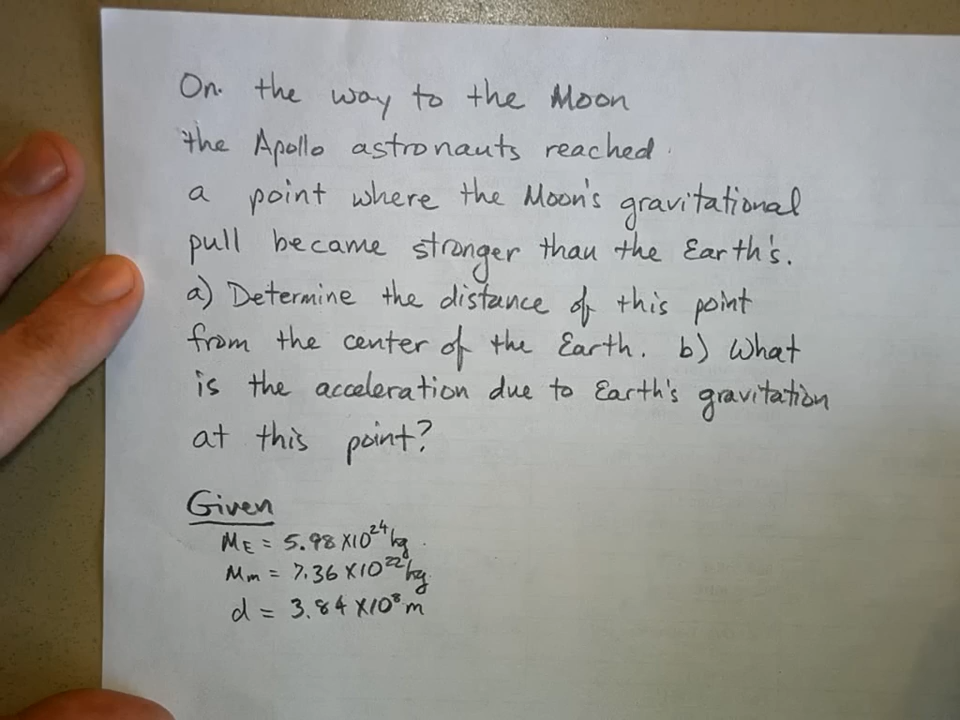 On the way to the Moon
the Apollo astronauts reached
a point where the Moon's gravitational
pull became stronger than the Earth's.
a) Determine the distance of this point
from the center of the Earth. b) What
is the acceleration due to Earth's gravitation
at this point?
Given
ME = 5.98 X10^24 kg
Mm = 7.36 X10^22 kg
d = 3.84 X10^8 m